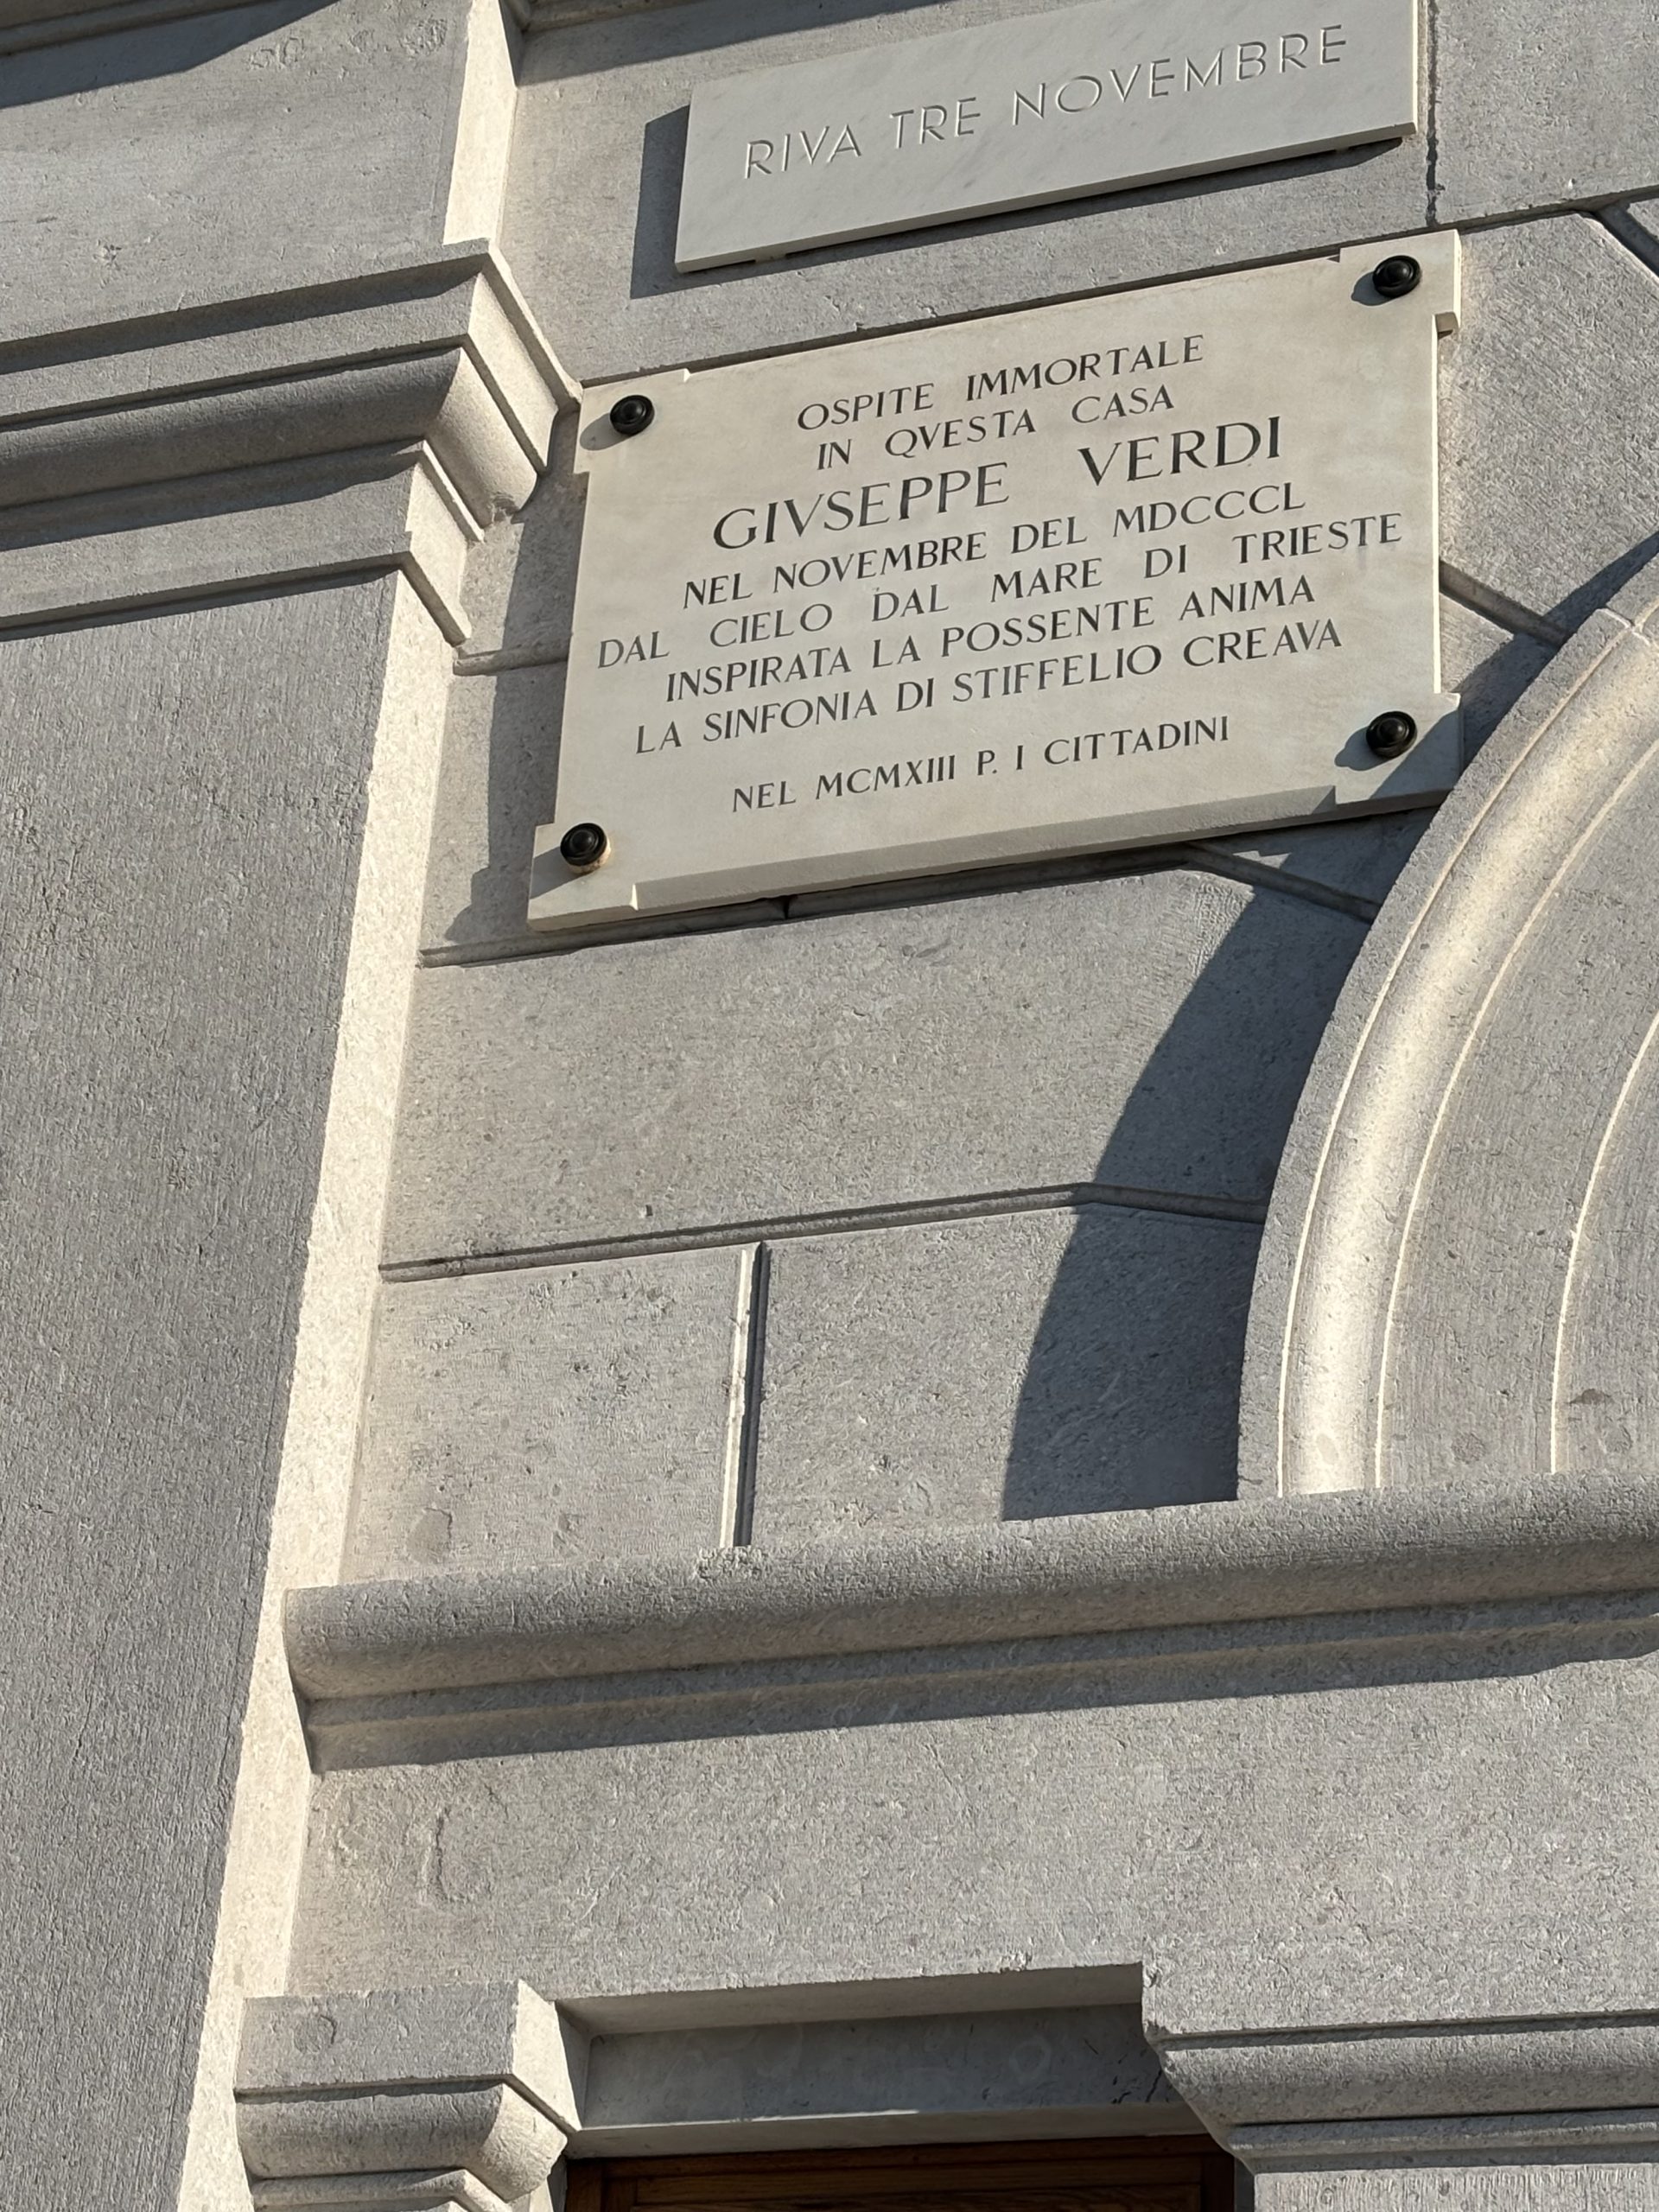 RIVA TRE NOVEMBRE
OSPITE IMMORTALE
IN QVESTA CASA
GIVSEPPE VERDI
NEL NOVEMBRE DEL MDCCCL
DAL CIELO DAL MARE DI TRIESTE
INSPIRATA LA POSSENTE ANIMA
LA SINFONIA DI STIFFELIO CREAVA
NEL MCMXIII P. I CITTADINI